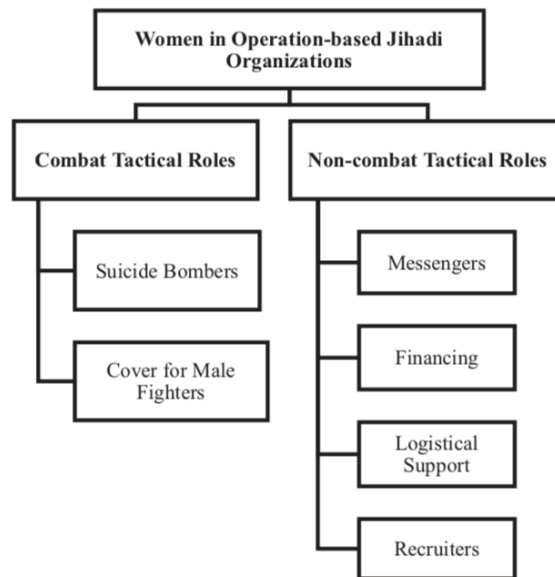 Women in Operation-based Jihadi
Organizations
Combat Tactical Roles
Non-combat Tactical Roles
Suicide Bombers
Cover for Male
Fighters
Messengers
Financing
Logistical
Support
Recruiters